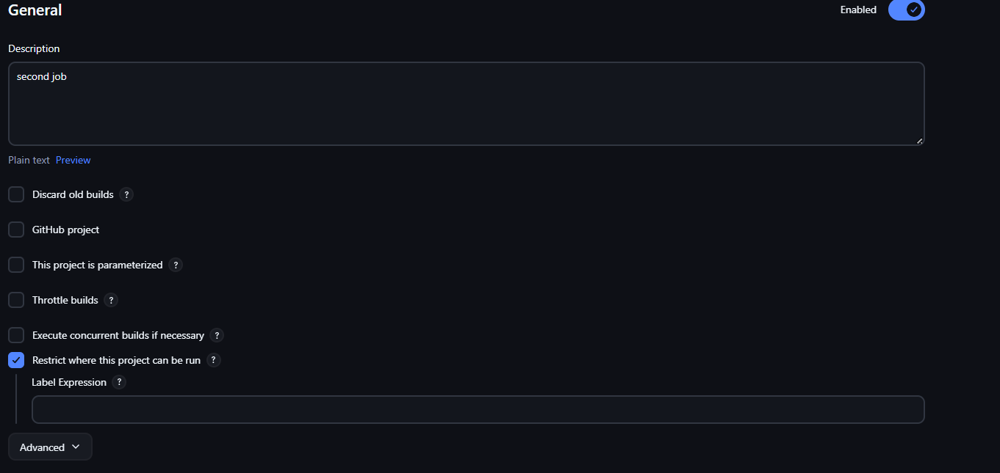 General
Enabled
Description
second job
Plain text Preview
Discard old builds ?
GitHub project
This project is parameterized ?
Throttle builds ?
Execute concurrent builds if necessary ?
Restrict where this project can be run ?
Label Expression ?
Advanced